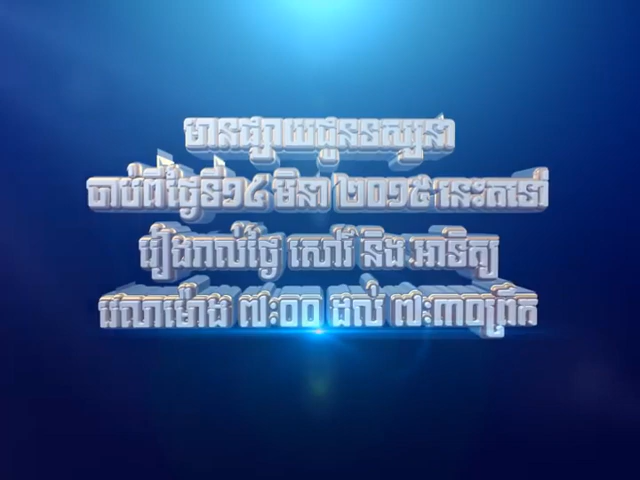 មានផ្សាយជូនទស្សនា
ចាប់ពីថ្ងៃទី១៤ មិនា ២០១៥ នេះតទៅ
រៀងរាល់ថ្ងៃ សៅរ៍ និង អាទិត្យ
វេលាម៉ោង ៧:០០ ដល់ ៧:៣០ព្រឹក